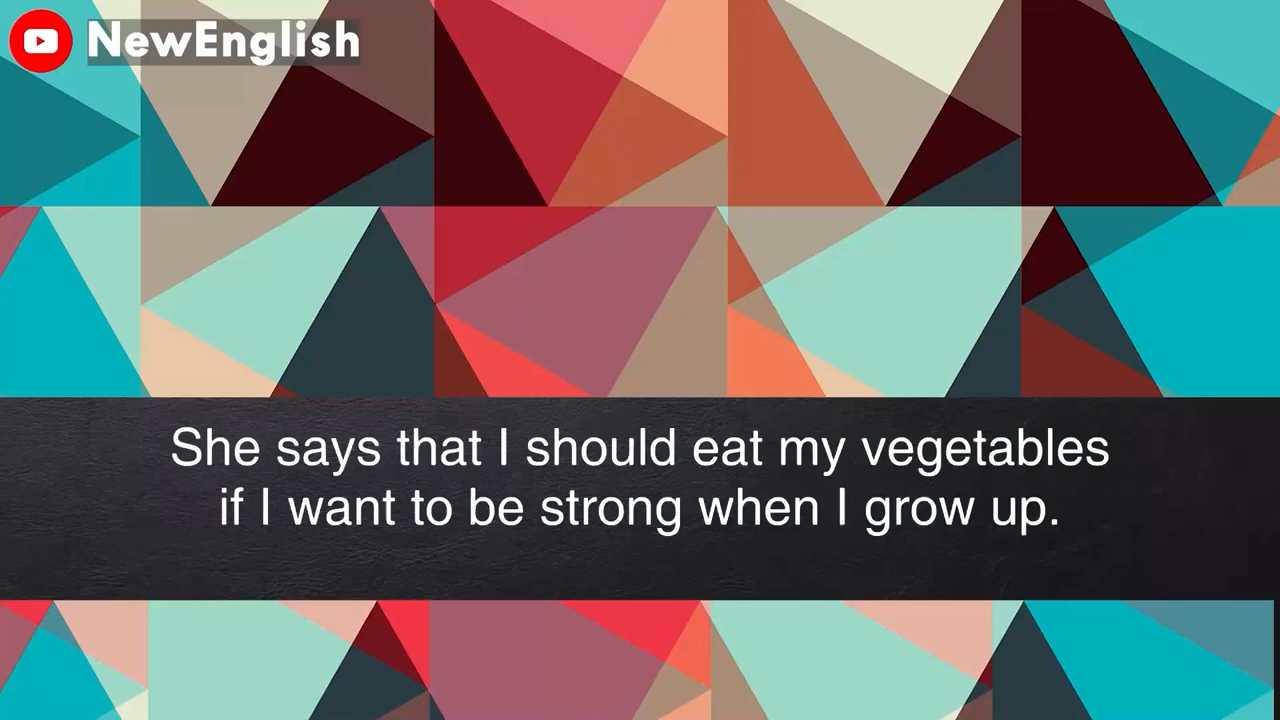 NewEnglish
She says that I should eat my vegetables
if I want to be strong when I grow up.